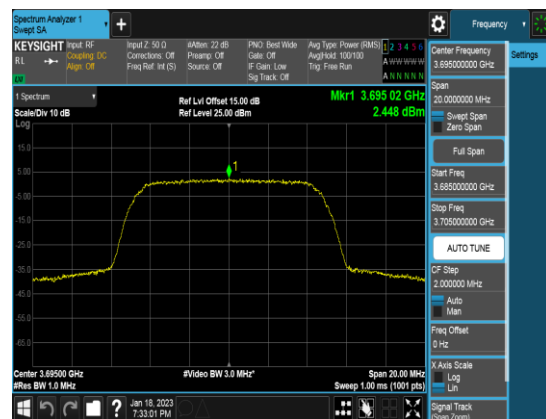 Spectrum Analyzer 1
Swept SA
+
Frequency
KEYSIGHT
RL
Input: RF
Coupling: DC
Align: Off
Input Z: 50 Ω
Corrections: Off
Freq Ref: Int (S)
#Atten: 22 dB
Preamp: Off
Source: Off
PNO: Best Wide
Gate: Off
IF Gain: Low
Sig Track: Off
Avg Type: Power (RMS)
Avg|Hold: 100/100
Trig: Free Run
1 2 3 4 5 6
A W W W W W
A N N N N N
1 Spectrum
Scale/Div 10 dB
Log
Ref Lvl Offset 15.00 dB
Ref Level 25.00 dBm
Mkr1 3.695 02 GHz
2.448 dBm
15.0
5.00
-5.00
-15.0
-25.0
-35.0
-45.0
-55.0
-65.0
1
Center 3.69500 GHz
#Res BW 1.0 MHz
#Video BW 3.0 MHz*
Span 20.00 MHz
Sweep 1.00 ms (1001 pts)
Center Frequency
3.695000000 GHz
Settings
Span
20.0000000 MHz
Swept Span
Zero Span
Full Span
Start Freq
3.685000000 GHz
Stop Freq
3.705000000 GHz
AUTO TUNE
CF Step
2.000000 MHz
Auto
Man
Freq Offset
0 Hz
X Axis Scale
Log
Lin
Signal Track
(Span Zoom)
?
Jan 18, 2023
7:33:01 PM